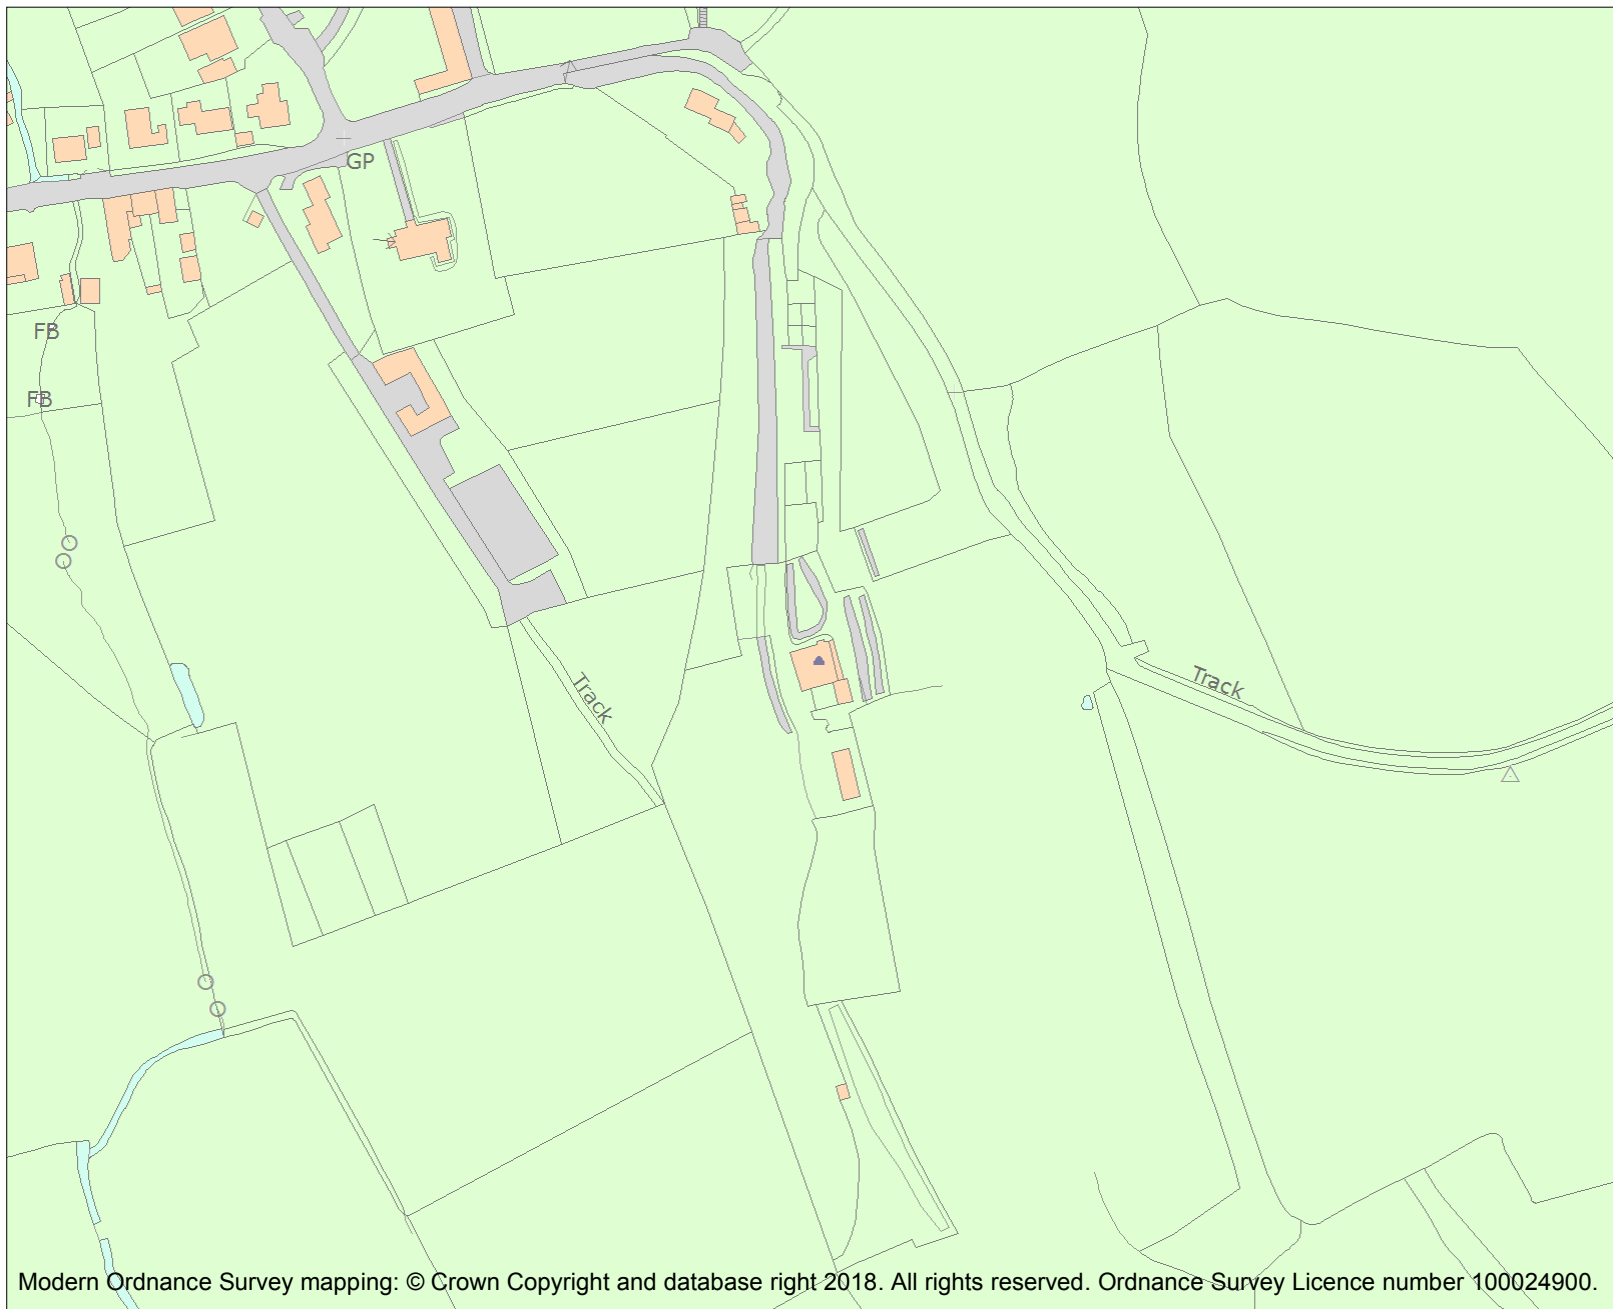 GP
FB
FB
Track
Track
Modern Ordnance Survey mapping: © Crown Copyright and database right 2018. All rights reserved. Ordnance Survey Licence number 100024900.